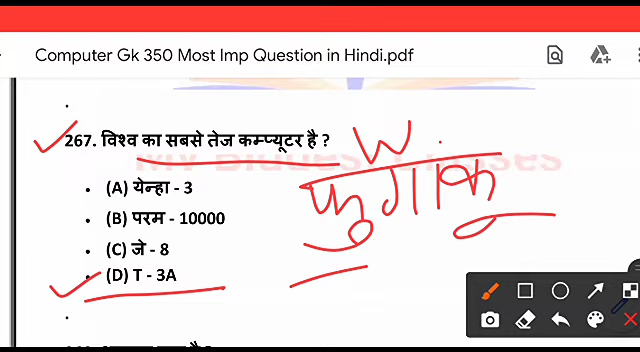 Computer Gk 350 Most Imp Question in Hindi.pdf
267. विश्व का सबसे तेज कम्प्यूटर है ?
W.
फुगाकू
• (A) येन्हा - 3
• (B) परम - 10000
• (C) जे - 8
• (D) T - 3A